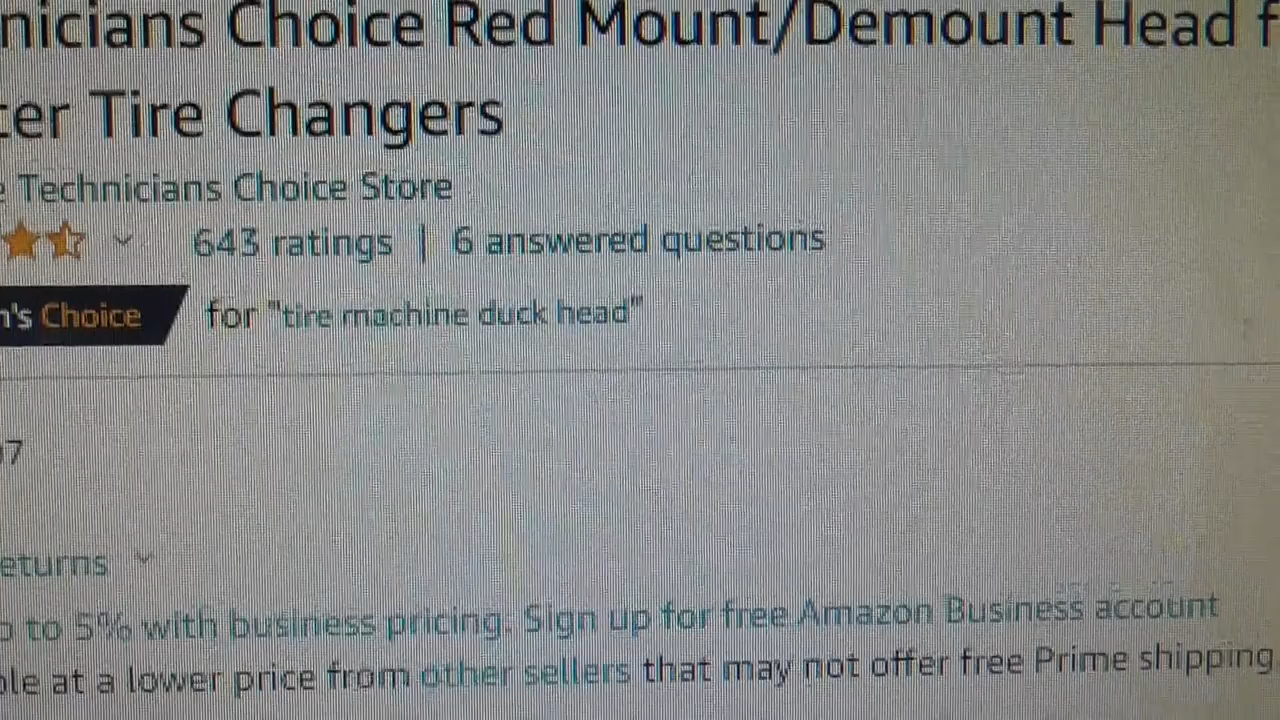 nicians Choice Red Mount/Demount Head f
ter Tire Changers
e Technicians Choice Store
643 ratings | 6 answered questions
n's Choice for "tire machine duck head"
97
eturns
p to 5% with business pricing. Sign up for free Amazon Business account
ble at a lower price from other sellers that may not offer free Prime shipping